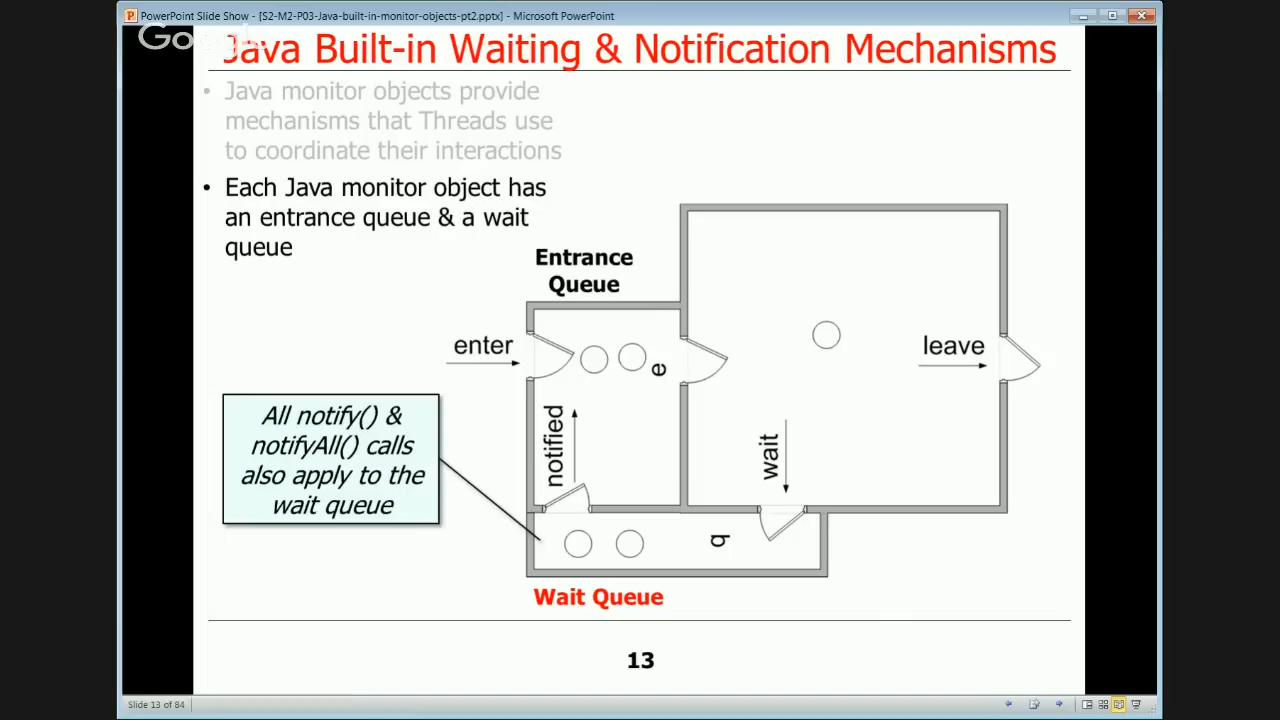 PowerPoint Slide Show - [S2-M2-P03-Java-built-in-monitor-objects-pt2.pptx] - Microsoft PowerPoint
Google
Java Built-in Waiting & Notification Mechanisms
• Java monitor objects provide
mechanisms that Threads use
to coordinate their interactions
• Each Java monitor object has
an entrance queue & a wait
queue
Entrance
Queue
enter
e
leave
All notify() &
notifyAll() calls
also apply to the
wait queue
notified
wait
q
Wait Queue
13
Slide 13 of 84